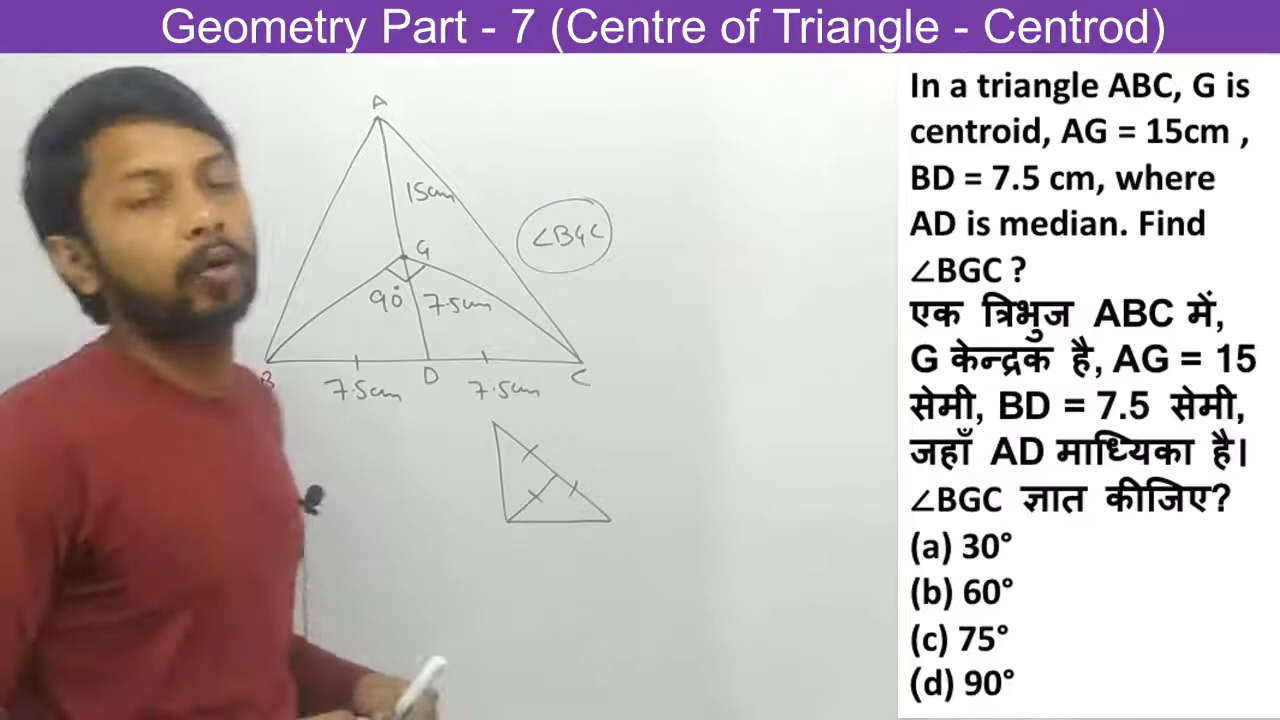 Geometry Part - 7 (Centre of Triangle - Centrod)
A
15cm
G
∠BGC
90°
7.5cm
B
D
C
7.5cm
7.5cm
In a triangle ABC, G is
centroid, AG = 15cm ,
BD = 7.5 cm, where
AD is median. Find
∠BGC ?
एक त्रिभुज ABC में,
G केन्द्रक है, AG = 15
सेमी, BD = 7.5 सेमी,
जहाँ AD माध्यिका है।
∠BGC ज्ञात कीजिए?
(a) 30°
(b) 60°
(c) 75°
(d) 90°